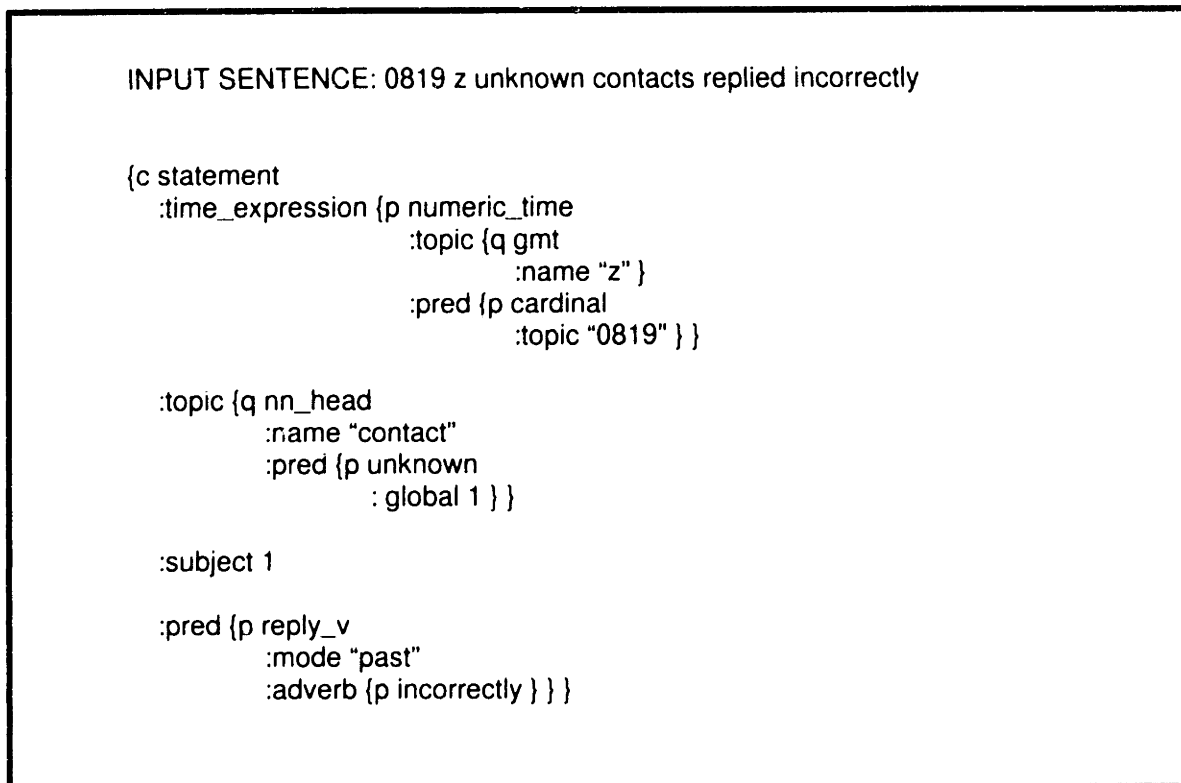 INPUT SENTENCE: 0819 z unknown contacts replied incorrectly
{c statement
:time_expression {p numeric_time
:topic {q gmt
:name “z” }
:pred {p cardinal
:topic “0819” } }
:topic {q nn_head
:name “contact”
:pred {p unknown
: global 1 } }
:subject 1
:pred {p reply_v
:mode “past”
:adverb {p incorrectly } } }